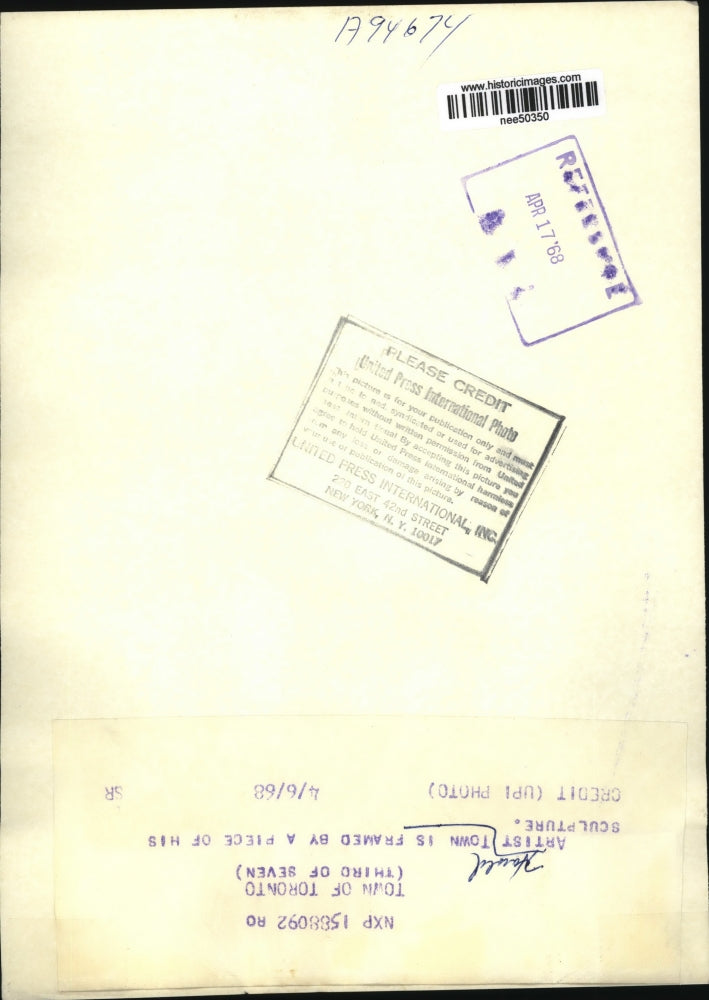 A94674
www.historicimages.com
nee50350
REFERENCE
APR 17 '68
PLEASE CREDIT
United Press International Photo
This picture is for your publication only and must
not be loaned, syndicated or used for advertising
purposes without written permission from United
Press International By accepting this picture you
agree to hold United Press International harmless
from any loss or damage arising by reason of
your use of publication of this picture.
UNITED PRESS INTERNATIONAL, INC.
220 EAST 42nd STREET
NEW YORK, N. Y. 10017
NXP 1588092 RO
TOWN OF TORONTO
(THIRD OF SEVEN)
Harold
ARTIST TOWN IS FRAMED BY A PIECE OF HIS
SCULPTURE.
CREDIT (UPI PHOTO) 4/6/68 SR